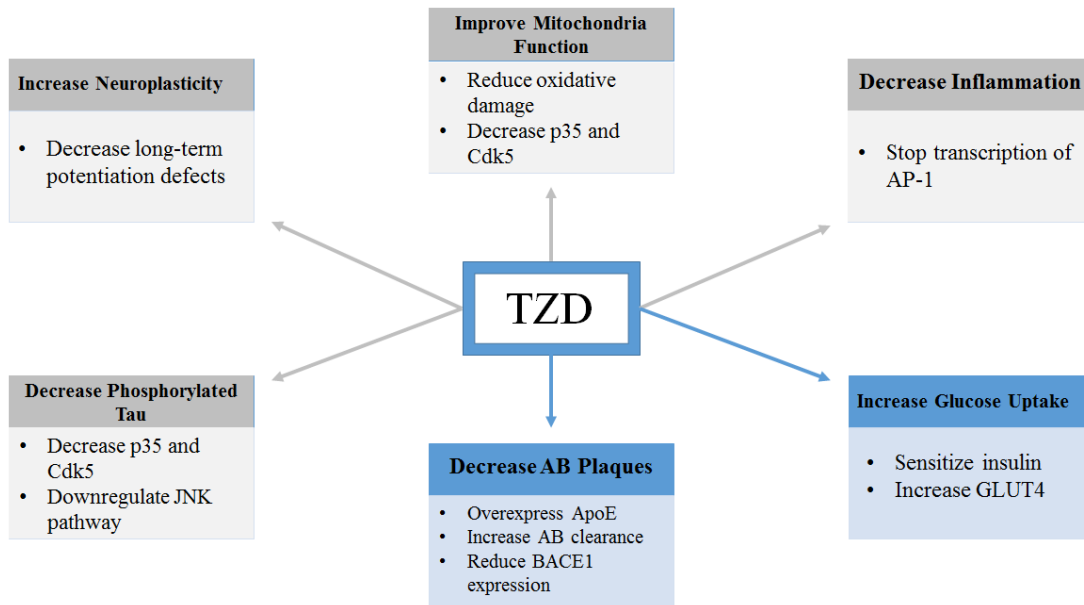 Improve Mitochondria
Function
• Reduce oxidative
damage
• Decrease p35 and
Cdk5
Increase Neuroplasticity
• Decrease long-term
potentiation defects
Decrease Inflammation
• Stop transcription of
AP-1
TZD
Decrease Phosphorylated
Tau
• Decrease p35 and
Cdk5
• Downregulate JNK
pathway
Decrease AB Plaques
• Overexpress ApoE
• Increase AB clearance
• Reduce BACE1
expression
Increase Glucose Uptake
• Sensitize insulin
• Increase GLUT4